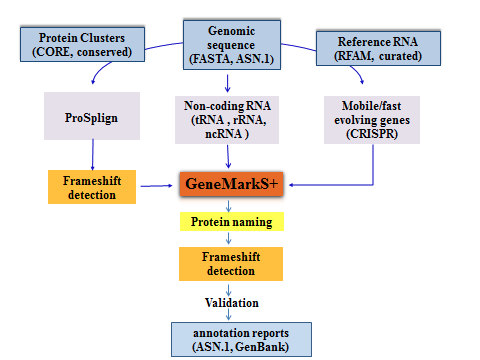 Protein Clusters
(CORE, conserved)
Genomic
sequence
(FASTA, ASN.1)
Reference RNA
(RFAM, curated)
ProSplign
Non-coding RNA
(tRNA , rRNA,
ncRNA )
Mobile/fast
evolving genes
(CRISPR)
Frameshift
detection
GeneMarkS+
Protein naming
Frameshift
detection
Validation
annotation reports
(ASN.1, GenBank)